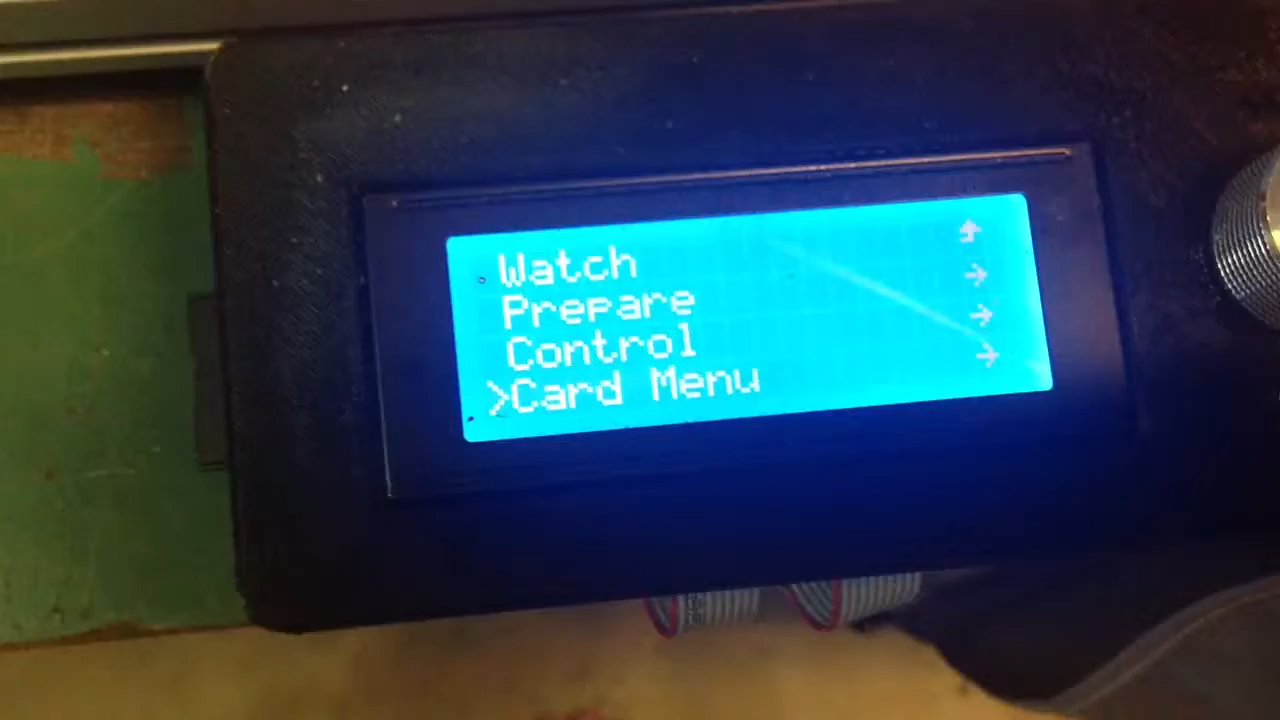 Watch
Prepare →
Control →
>Card Menu →